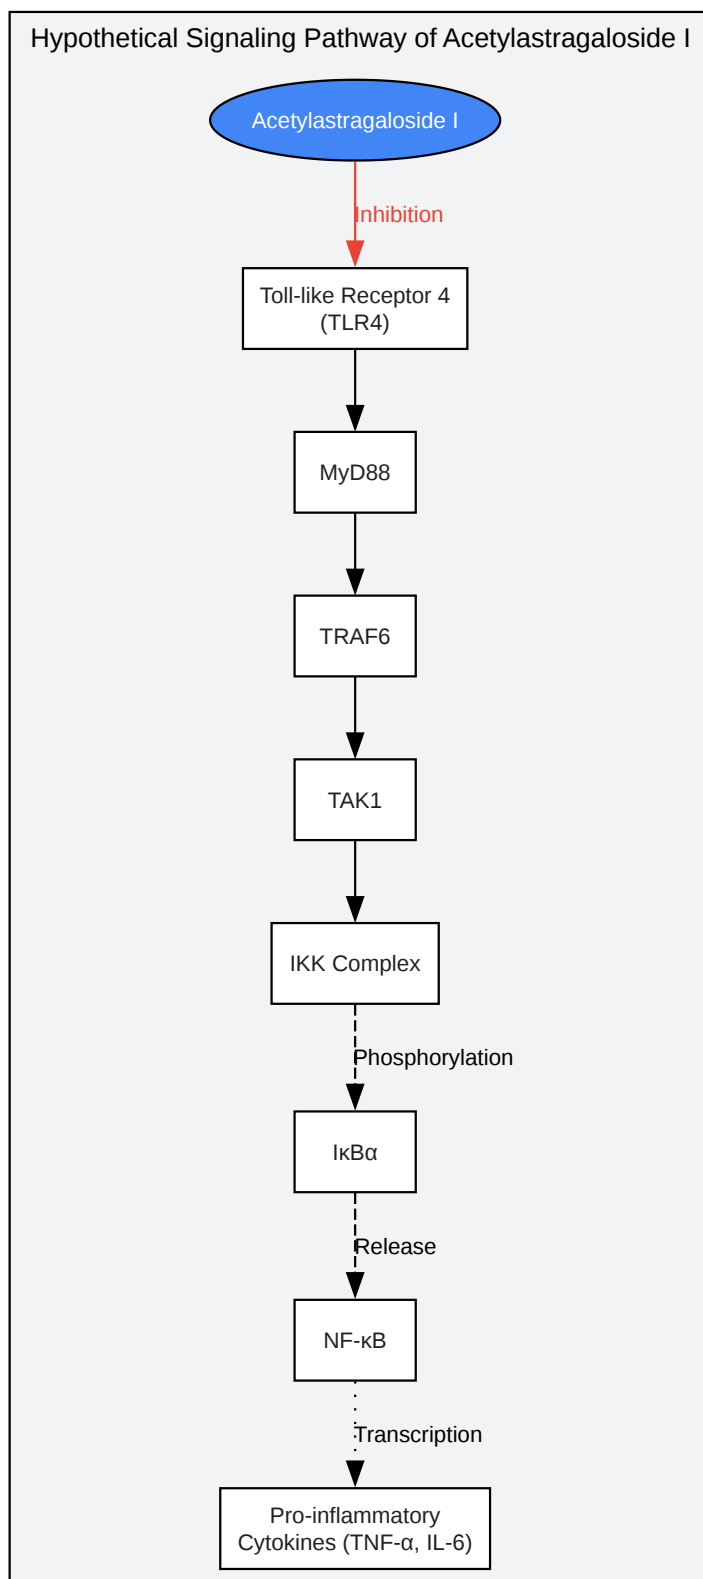 Hypothetical Signaling Pathway of Acetylastragaloside I
Acetylastragaloside I
Inhibition
Toll-like Receptor 4
(TLR4)
MyD88
TRAF6
TAK1
IKK Complex
Phosphorylation
IκBα
Release
NF-κB
Transcription
Pro-inflammatory
Cytokines (TNF-α, IL-6)